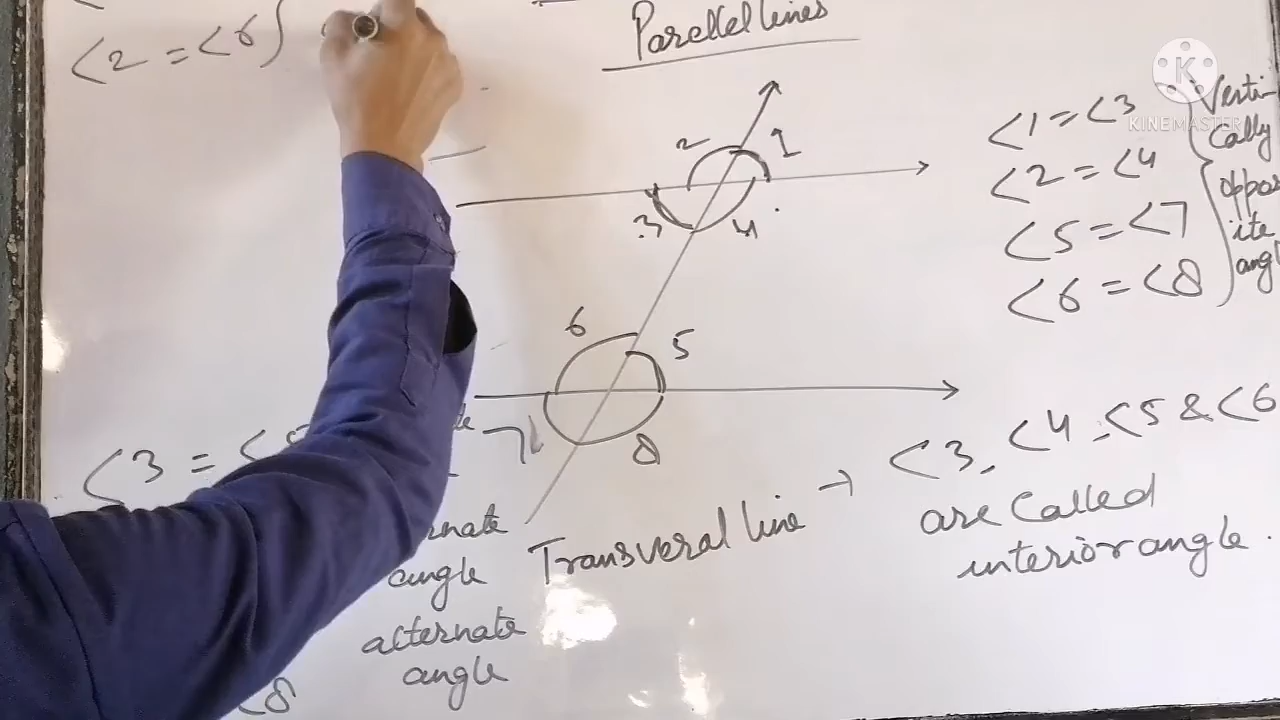 Parellel lines
<2 = <6
2
1
3
4
6
5
7
8
<1 = <3
<2 = <4
<5 = <7
<6 = <8
Verti-
cally
oppos
ite
angl
K
KINEMASTER
<3 = <5
angle
alternate
angle
<8
Transveral line →
<3, <4, <5 & <6
are called
interior angle.